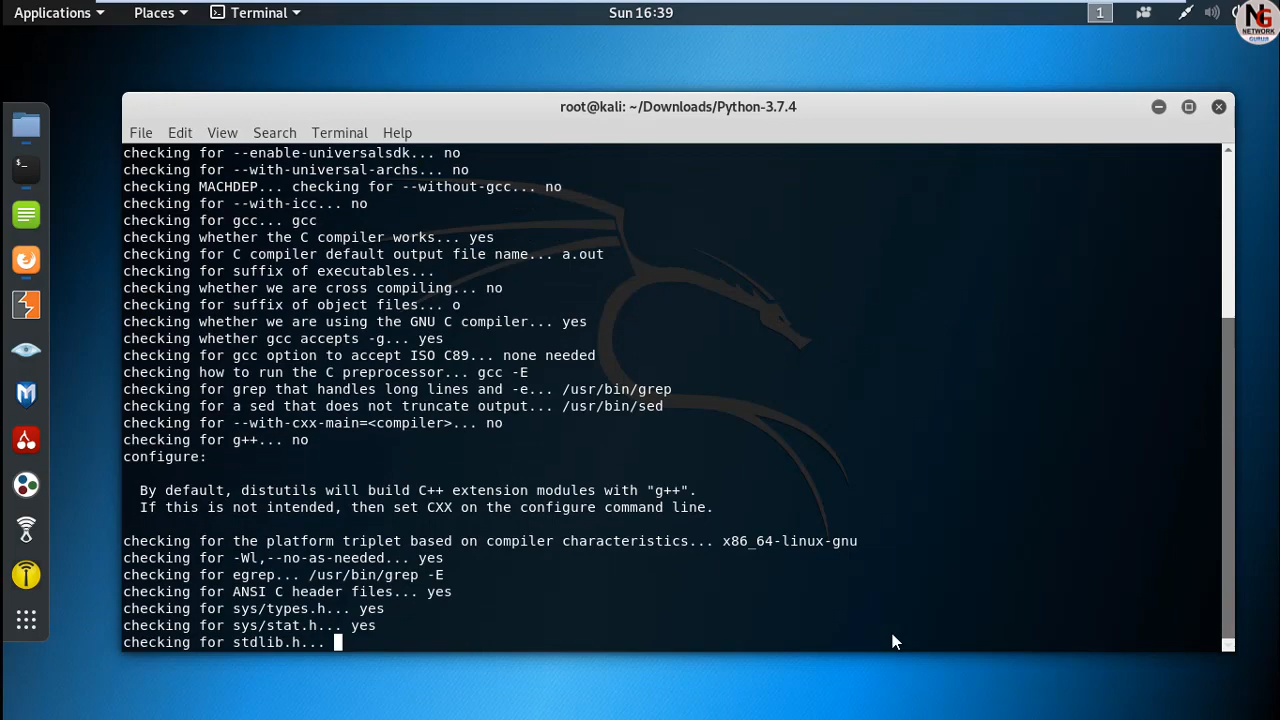 Applications Places Terminal Sun 16:39 1
NG
NETWORK
GURUS
root@kali: ~/Downloads/Python-3.7.4
File Edit View Search Terminal Help
checking for --enable-universalsdk... no
checking for --with-universal-archs... no
checking MACHDEP... checking for --without-gcc... no
checking for --with-icc... no
checking for gcc... gcc
checking whether the C compiler works... yes
checking for C compiler default output file name... a.out
checking for suffix of executables...
checking whether we are cross compiling... no
checking for suffix of object files... o
checking whether we are using the GNU C compiler... yes
checking whether gcc accepts -g... yes
checking for gcc option to accept ISO C89... none needed
checking how to run the C preprocessor... gcc -E
checking for grep that handles long lines and -e... /usr/bin/grep
checking for a sed that does not truncate output... /usr/bin/sed
checking for --with-cxx-main=<compiler>... no
checking for g++... no
configure:
By default, distutils will build C++ extension modules with "g++".
If this is not intended, then set CXX on the configure command line.
checking for the platform triplet based on compiler characteristics... x86_64-linux-gnu
checking for -Wl,--no-as-needed... yes
checking for egrep... /usr/bin/grep -E
checking for ANSI C header files... yes
checking for sys/types.h... yes
checking for sys/stat.h... yes
checking for stdlib.h...